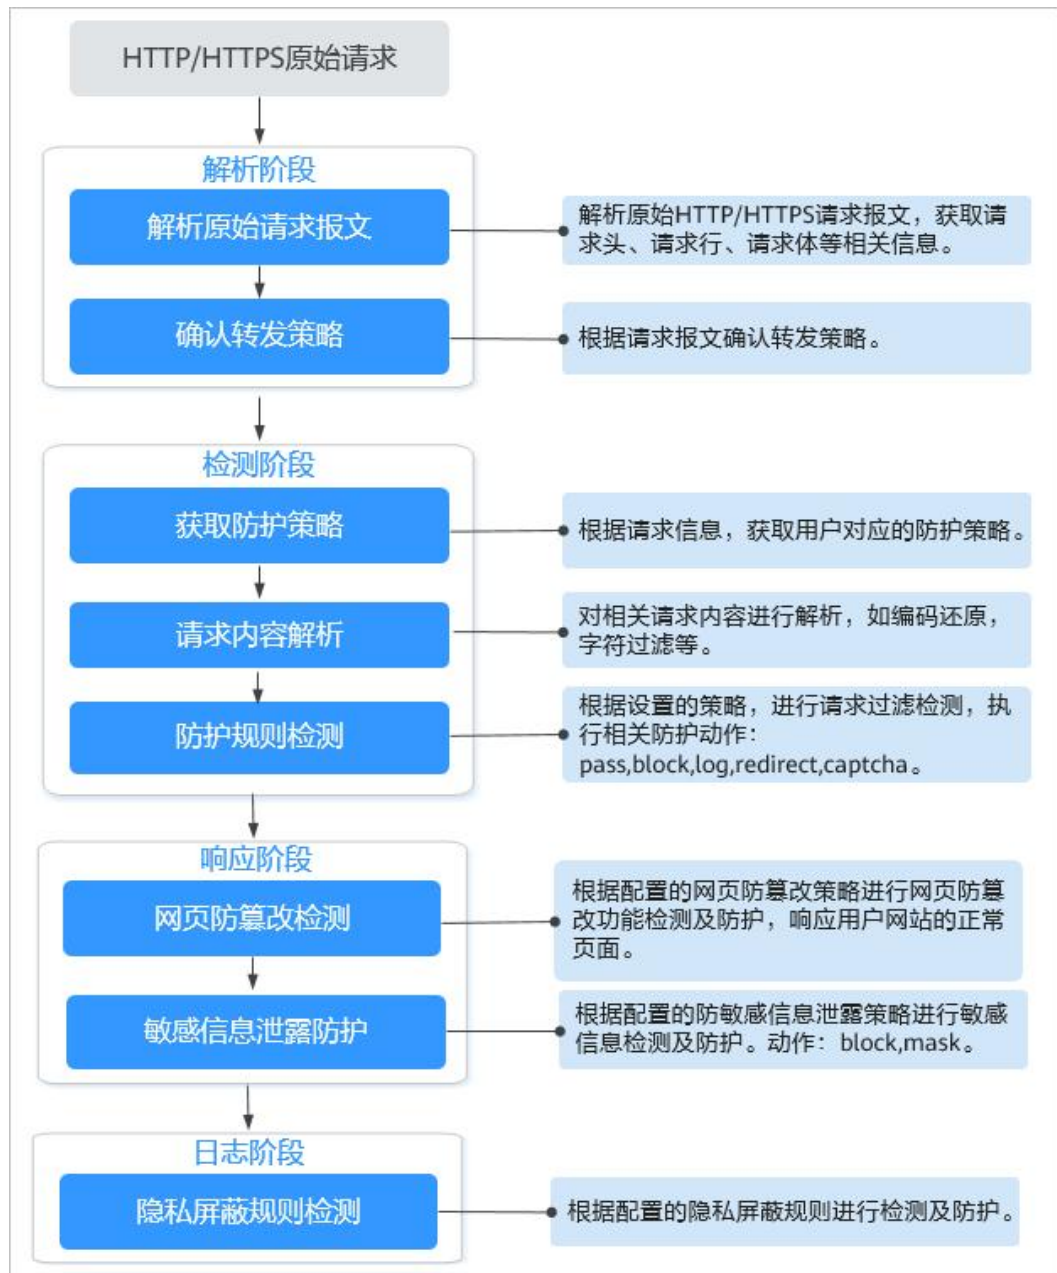 HTTP/HTTPS原始请求
解析阶段
解析原始请求报文
解析原始HTTP/HTTPS请求报文，获取请
求头、请求行、请求体等相关信息。
确认转发策略
根据请求报文确认转发策略。
检测阶段
获取防护策略
根据请求信息，获取用户对应的防护策略。
请求内容解析
对相关请求内容进行解析，如编码还原，
字符过滤等。
防护规则检测
根据设置的策略，进行请求过滤检测，执
行相关防护动作：
pass,block,log,redirect,captcha。
响应阶段
网页防篡改检测
根据配置的网页防篡改策略进行网页防篡
改功能检测及防护，响应用户网站的正常
页面。
敏感信息泄露防护
根据配置的防敏感信息泄露策略进行敏感
信息检测及防护。动作：block,mask。
日志阶段
隐私屏蔽规则检测
根据配置的隐私屏蔽规则进行检测及防护。